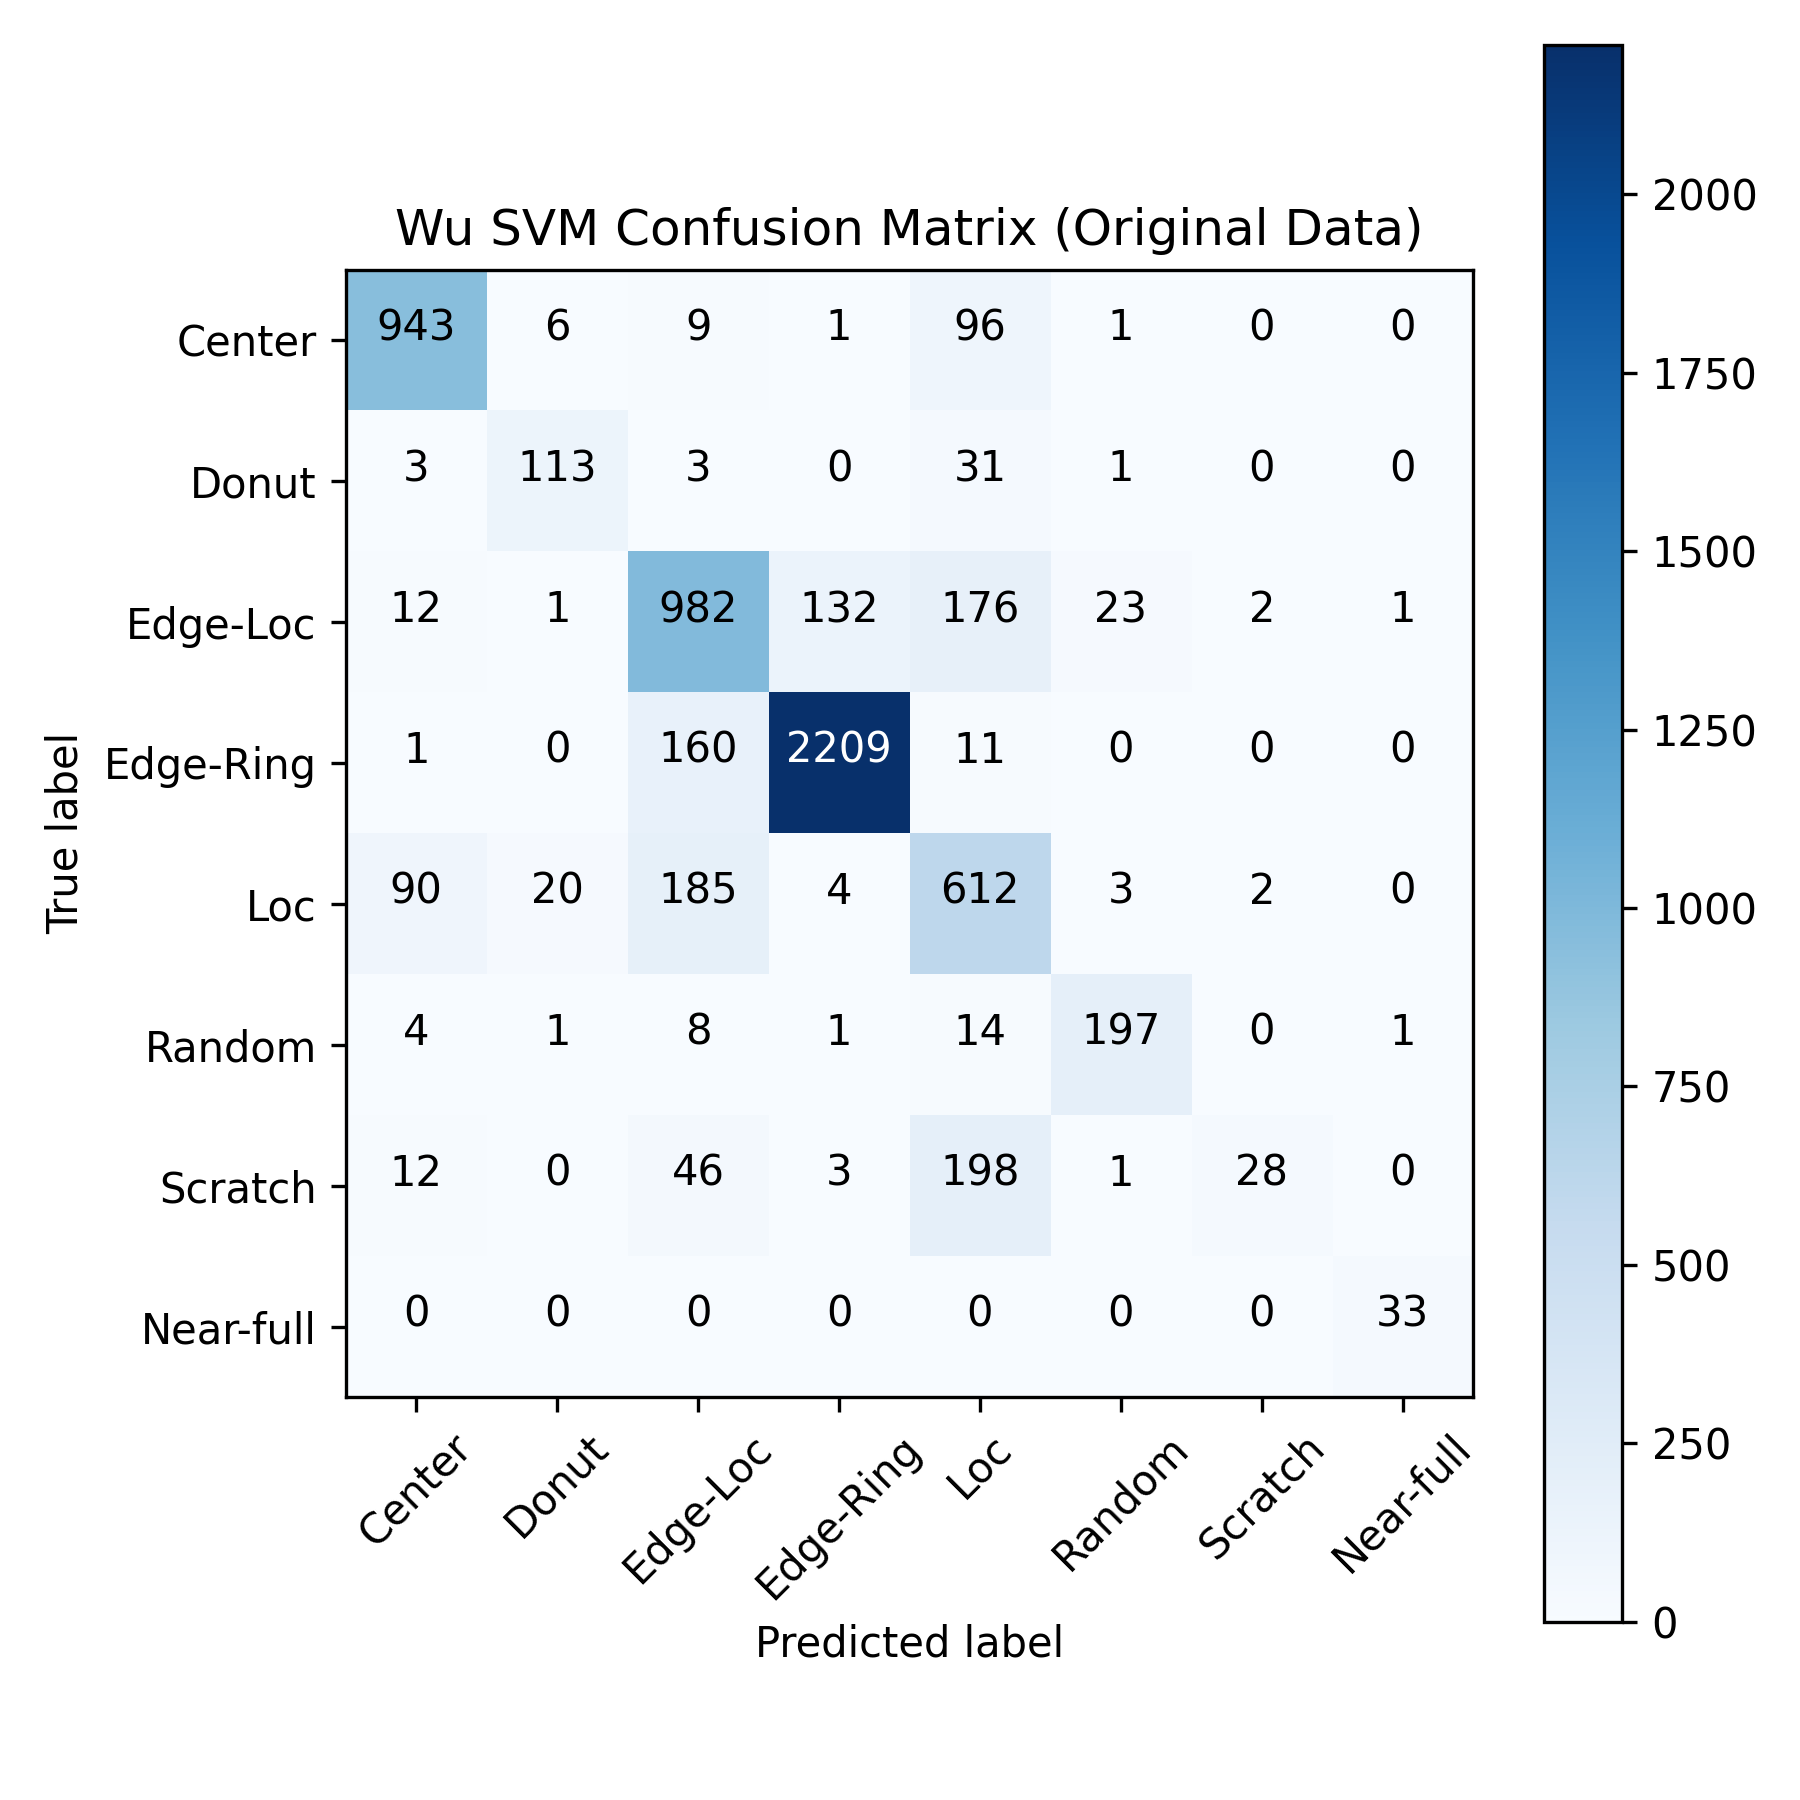 Wu SVM Confusion Matrix (Original Data)
Center 943 6 9 1 96 1 0 0
Donut 3 113 3 0 31 1 0 0
Edge-Loc 12 1 982 132 176 23 2 1
Edge-Ring 1 0 160 2209 11 0 0 0
Loc 90 20 185 4 612 3 2 0
Random 4 1 8 1 14 197 0 1
Scratch 12 0 46 3 198 1 28 0
Near-full 0 0 0 0 0 0 0 33
True label
Center Donut Edge-Loc Edge-Ring Loc Random Scratch Near-full
Predicted label
2000
1750
1500
1250
1000
750
500
250
0